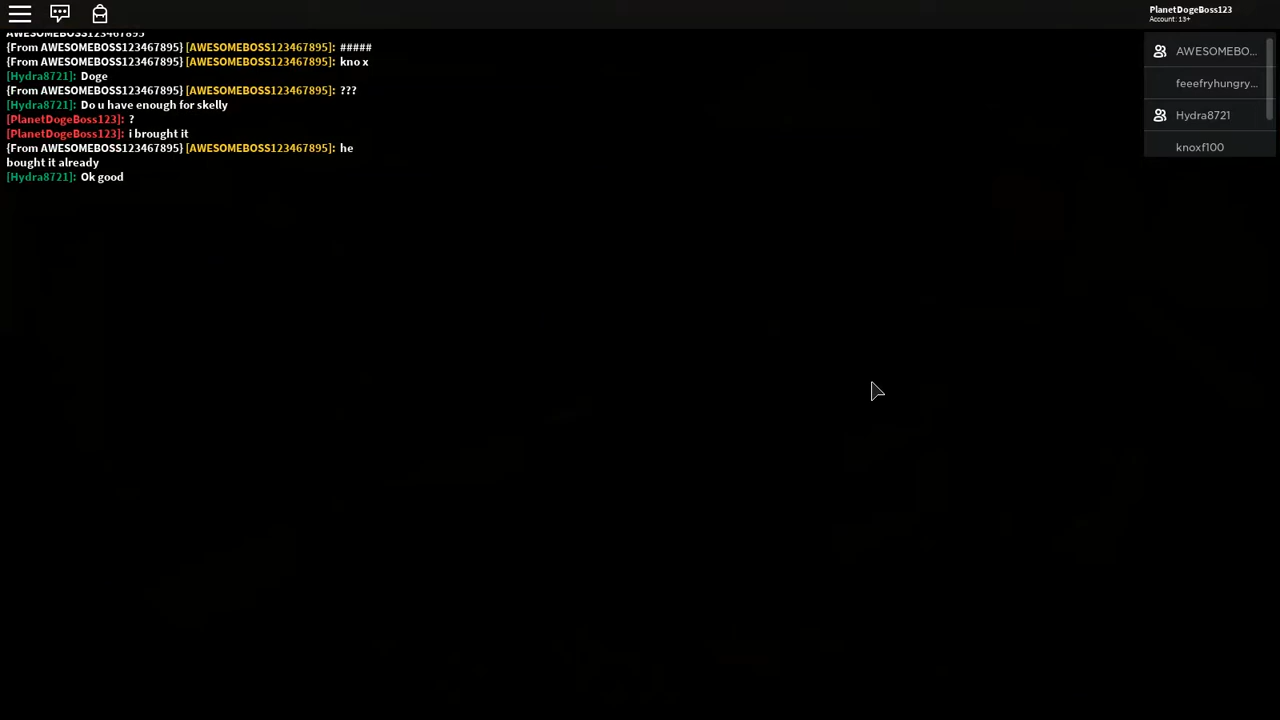 PlanetDogeBoss123
Account: 13+
AWESOMEBOSS123467895
{From AWESOMEBOSS123467895} [AWESOMEBOSS123467895]: #####
{From AWESOMEBOSS123467895} [AWESOMEBOSS123467895]: kno x
[Hydra8721]: Doge
{From AWESOMEBOSS123467895} [AWESOMEBOSS123467895]: ???
[Hydra8721]: Do u have enough for skelly
[PlanetDogeBoss123]: ?
[PlanetDogeBoss123]: i brought it
{From AWESOMEBOSS123467895} [AWESOMEBOSS123467895]: he
bought it already
[Hydra8721]: Ok good
AWESOMEBO...
feeefryhungry...
Hydra8721
knoxf100